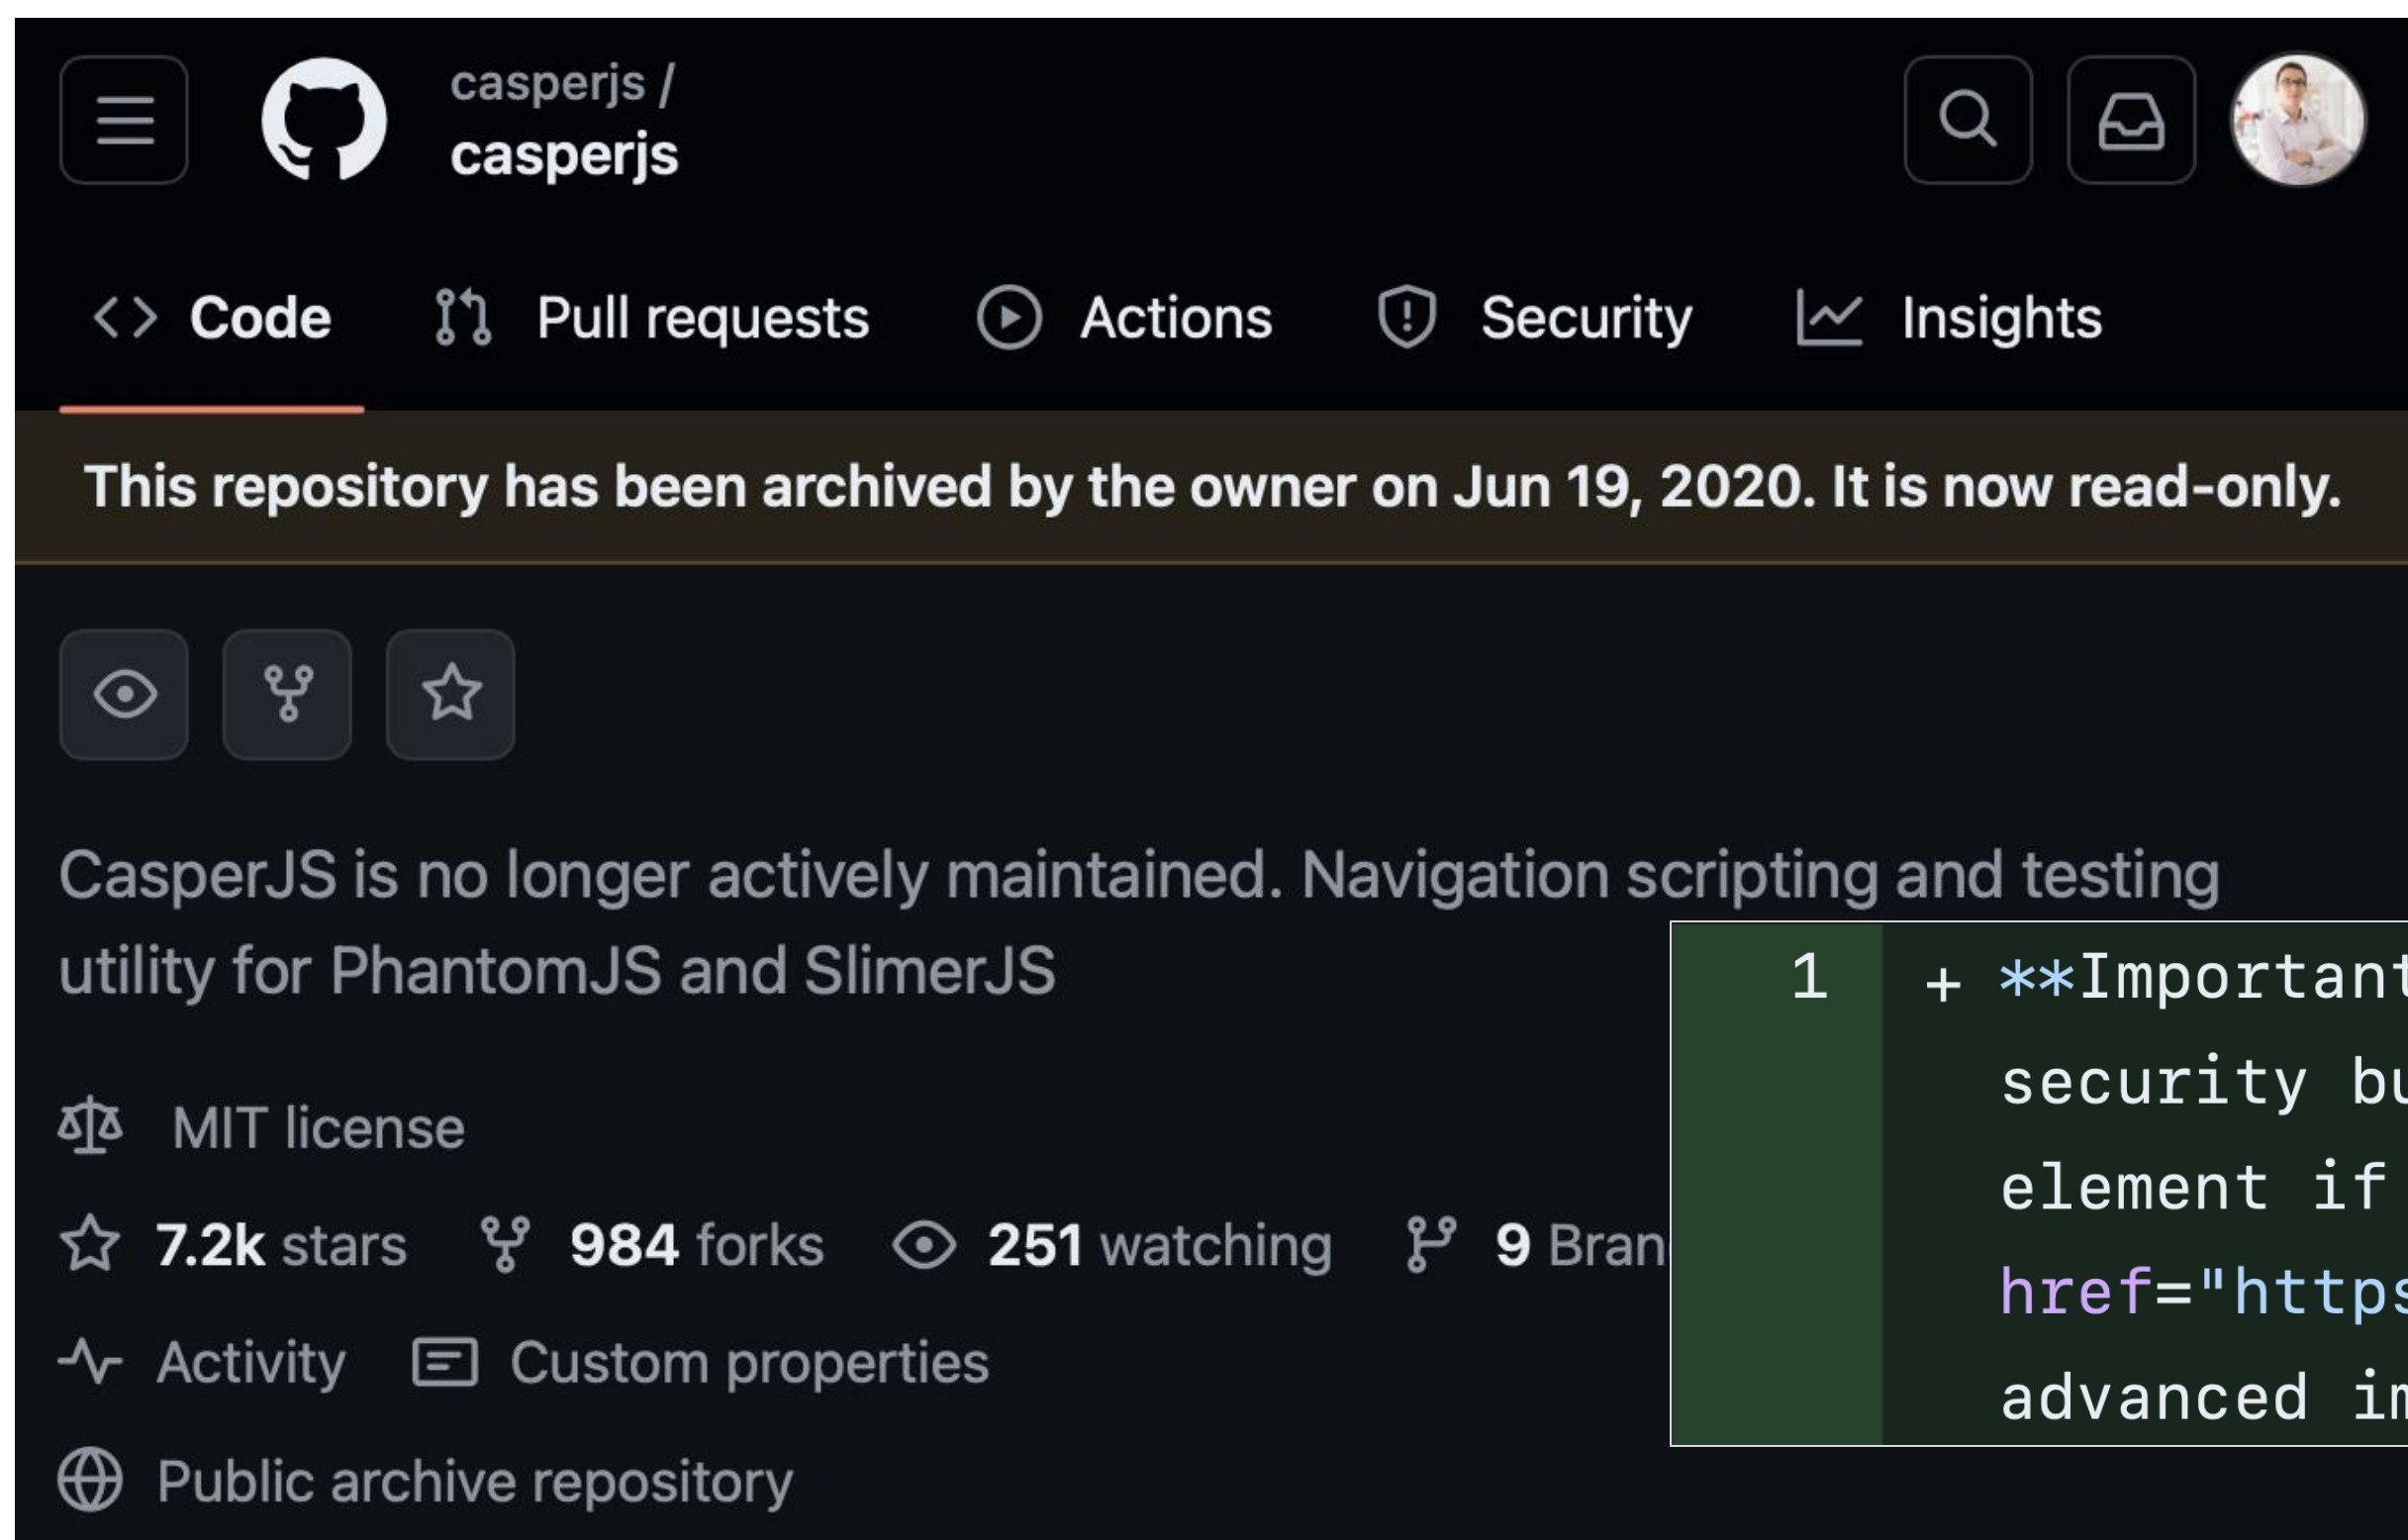 casperjs /
casperjs
Code Pull requests Actions Security Insights
This repository has been archived by the owner on Jun 19, 2020. It is now read-only.
CasperJS is no longer actively maintained. Navigation scripting and testing
utility for PhantomJS and SlimerJS
MIT license
7.2k stars 984 forks 251 watching 9 Bran
Activity Custom properties
Public archive repository
1 + **Important
security bu
element if
href="https
advanced im